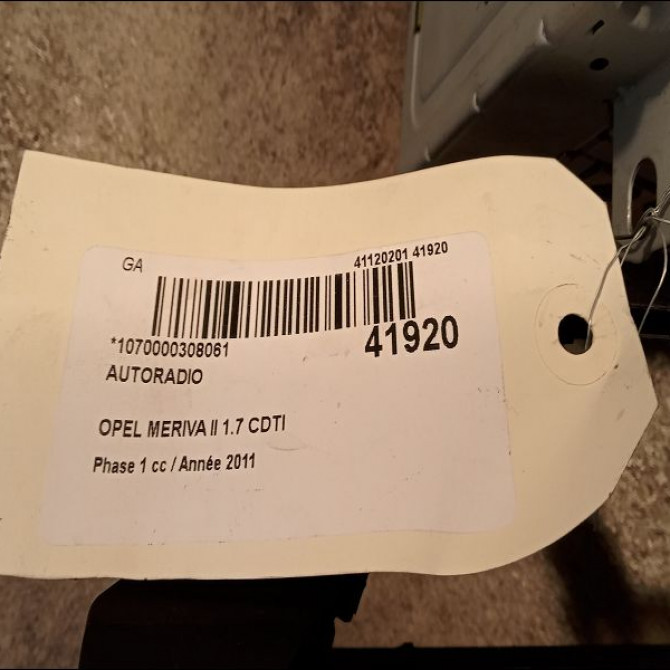 GA 41120201 41920
*1070000308061 41920
AUTORADIO
OPEL MERIVA II 1.7 CDTI
Phase 1 cc / Année 2011